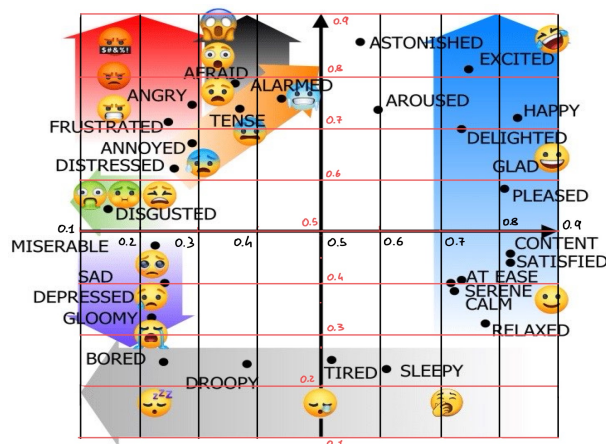 0.9
$#&%!
ASTONISHED
EXCITED
AFRAID
0.8
ALARMED
ANGRY
AROUSED
HAPPY
TENSE
FRUSTRATED
0.7
DELIGHTED
ANNOYED
DISTRESSED
GLAD
0.6
PLEASED
DISGUSTED
0.1
0.2
0.3
0.4
0.5
0.5
0.6
0.7
0.8
0.9
MISERABLE
CONTENT
SATISFIED
SAD
0.4
AT EASE
DEPRESSED
SERENE
CALM
GLOOMY
0.3
RELAXED
BORED
DROOPY
TIRED
SLEEPY
0.2
zzz
0.1